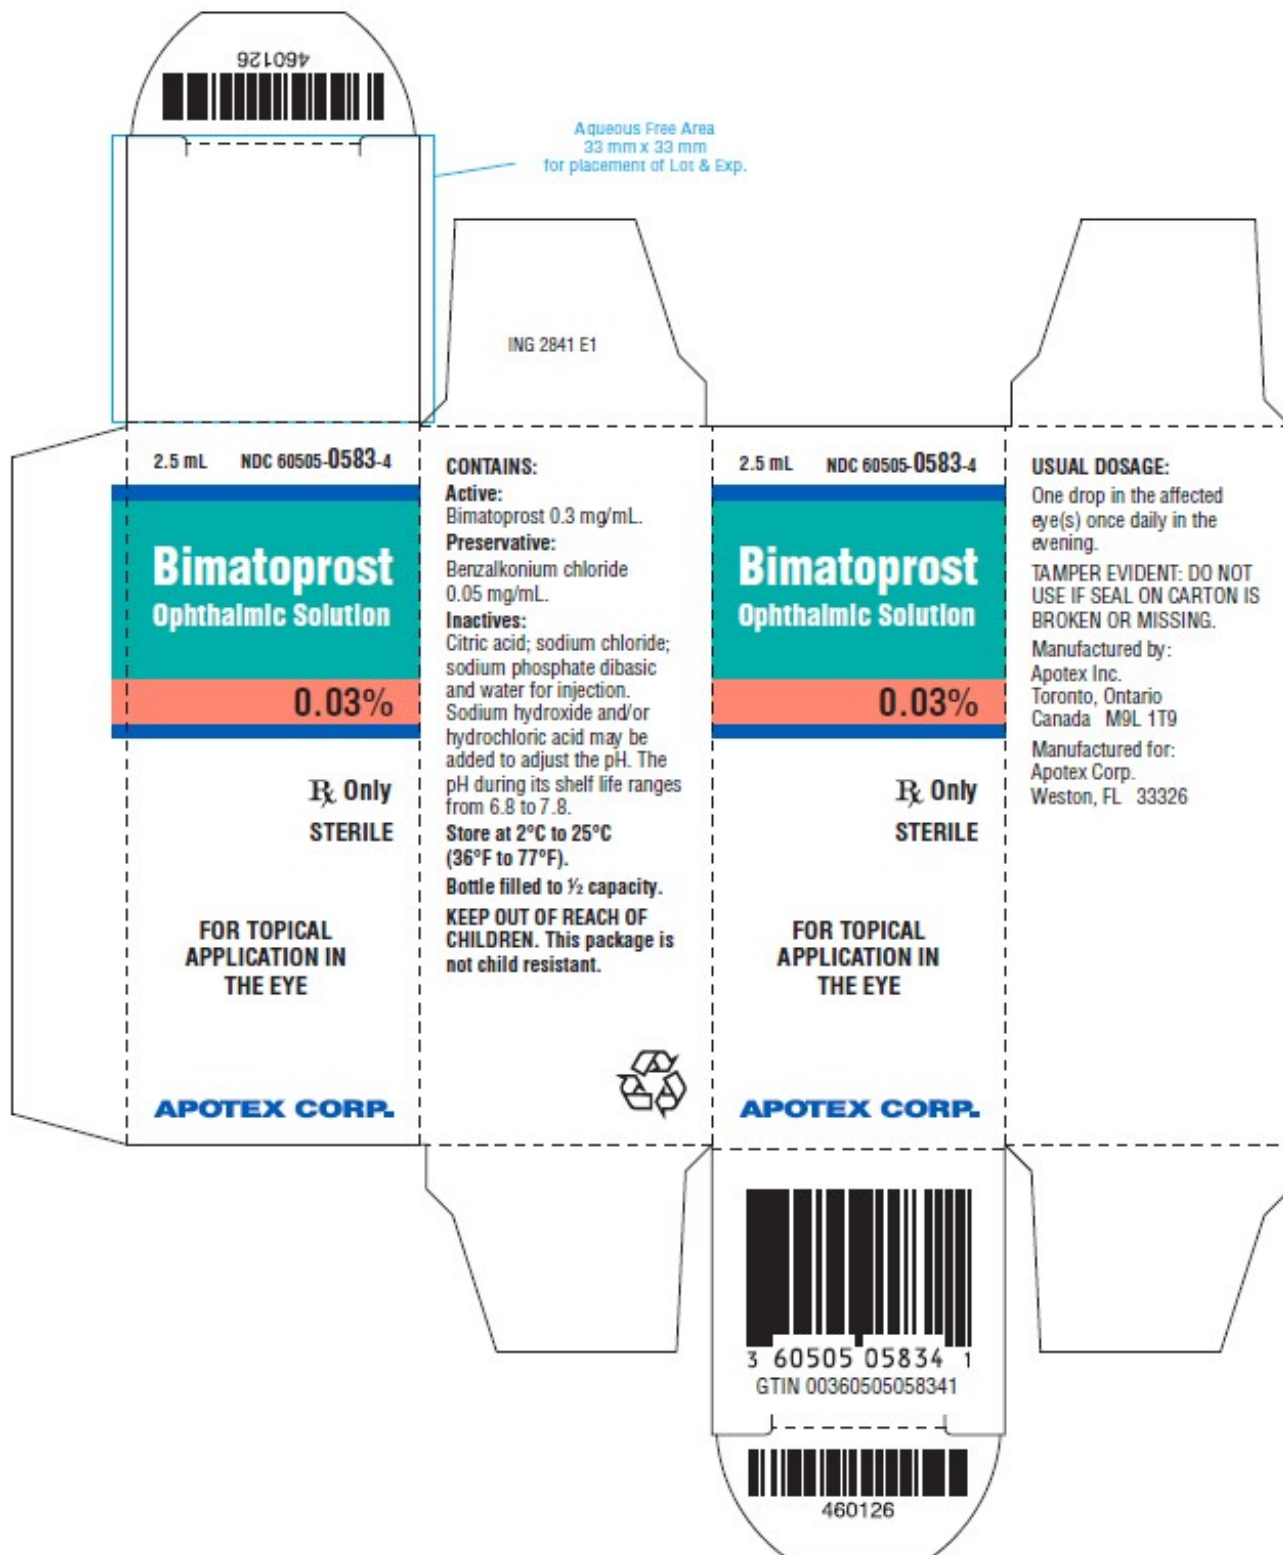 460126
Aqueous Free Area
33 mm x 33 mm
for placement of Lot & Exp.
ING 2841 E1
2.5 mL NDC 60505-0583-4
Bimatoprost
Ophthalmic Solution
0.03%
Rx Only
STERILE
FOR TOPICAL
APPLICATION IN
THE EYE
APOTEX CORP.
CONTAINS:
Active:
Bimatoprost 0.3 mg/mL.
Preservative:
Benzalkonium chloride
0.05 mg/mL.
Inactives:
Citric acid; sodium chloride;
sodium phosphate dibasic
and water for injection.
Sodium hydroxide and/or
hydrochloric acid may be
added to adjust the pH. The
pH during its shelf life ranges
from 6.8 to 7.8.
Store at 2°C to 25°C
(36°F to 77°F).
Bottle filled to ½ capacity.
KEEP OUT OF REACH OF
CHILDREN. This package is
not child resistant.
2.5 mL NDC 60505-0583-4
Bimatoprost
Ophthalmic Solution
0.03%
Rx Only
STERILE
FOR TOPICAL
APPLICATION IN
THE EYE
APOTEX CORP.
USUAL DOSAGE:
One drop in the affected
eye(s) once daily in the
evening.
TAMPER EVIDENT: DO NOT
USE IF SEAL ON CARTON IS
BROKEN OR MISSING.
Manufactured by:
Apotex Inc.
Toronto, Ontario
Canada M9L 1T9
Manufactured for:
Apotex Corp.
Weston, FL 33326
3 60505 05834 1
GTIN 00360505058341
460126